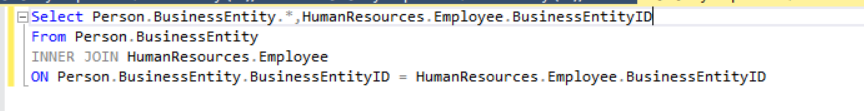 Select Person.BusinessEntity.*,HumanResources.Employee.BusinessEntityID
From Person.BusinessEntity
INNER JOIN HumanResources.Employee
ON Person.BusinessEntity.BusinessEntityID = HumanResources.Employee.BusinessEntityID